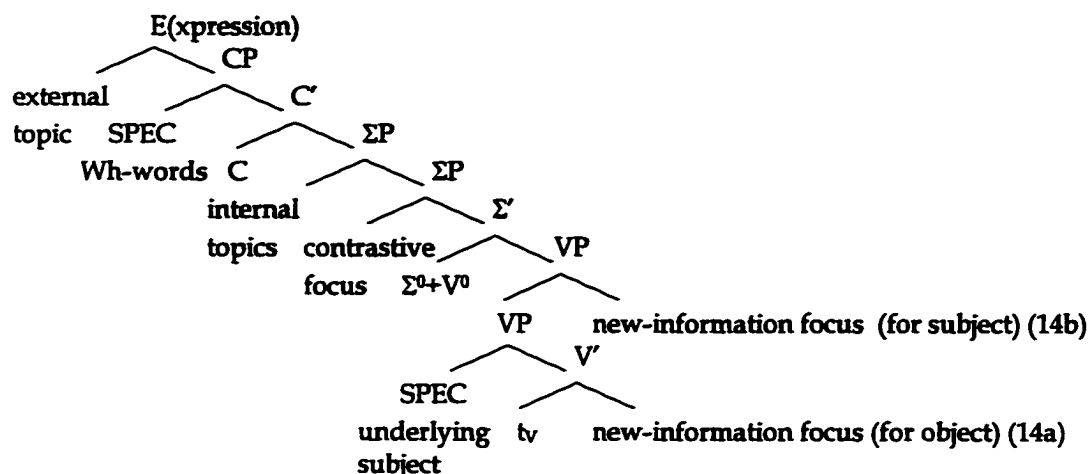 E(xpression)
CP
external C′
topic SPEC ΣP
Wh-words C ΣP
internal Σ′
topics contrastive VP
focus Σ⁰+V⁰
VP new-information focus (for subject) (14b)
V′
SPEC
underlying tᵥ new-information focus (for object) (14a)
subject